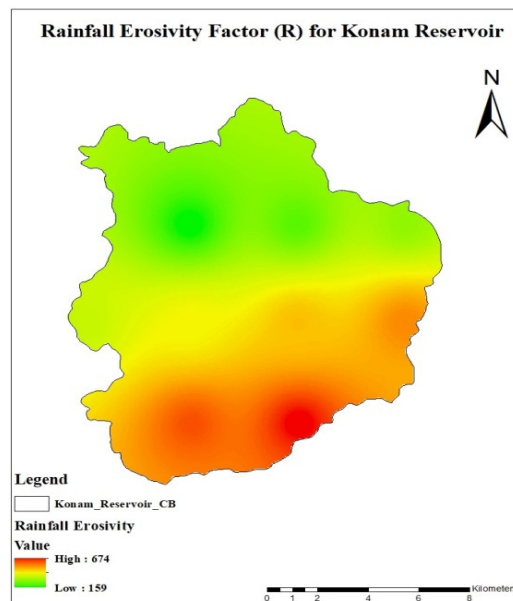 Rainfall Erosivity Factor (R) for Konam Reservoir
N
Legend
Konam_Reservoir_CB
Rainfall Erosivity
Value
High : 674
Low : 159
Kilometer
0 1 2 4 6 8